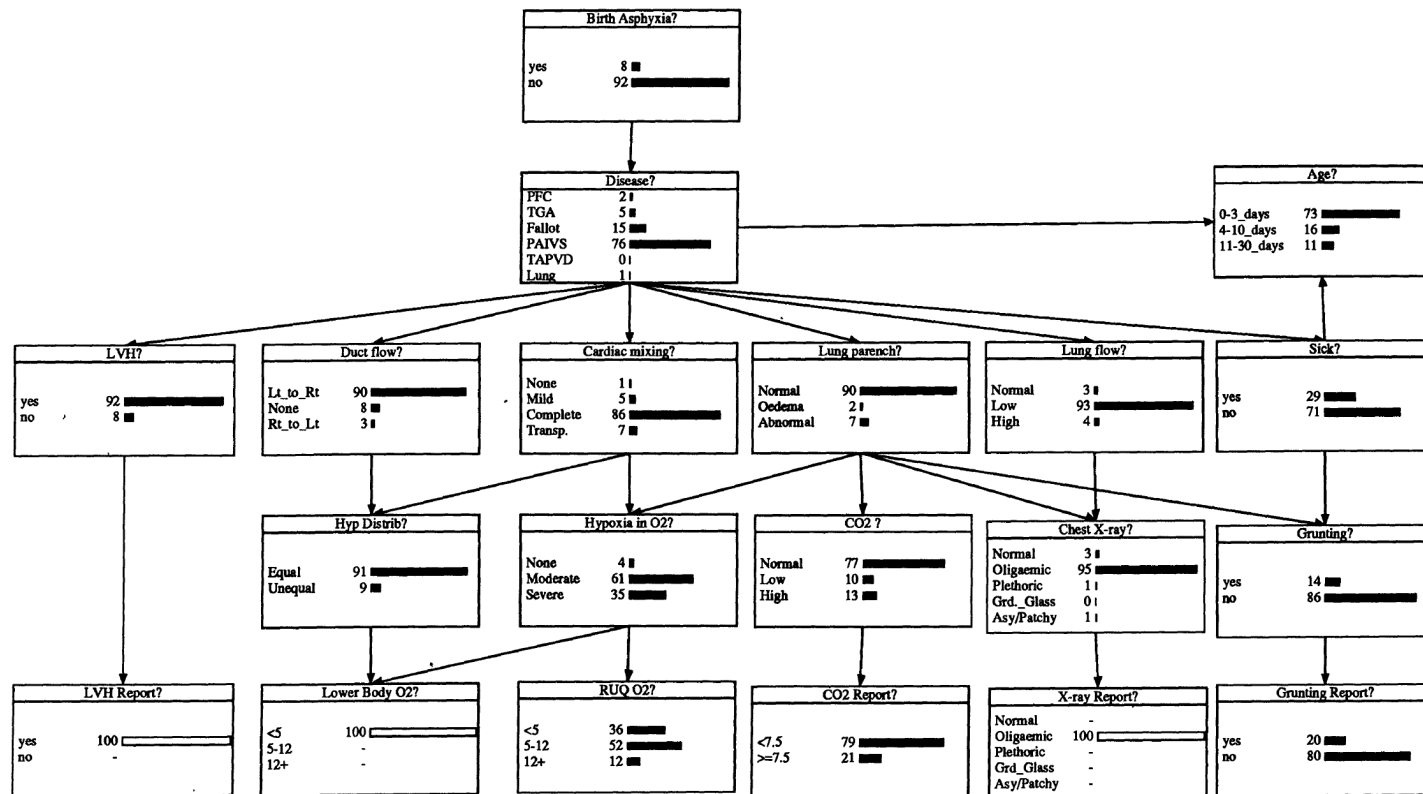 Birth Asphyxia?
yes 8
no 92
Disease?
PFC 2
TGA 5
Fallot 15
PAIVS 76
TAPVD 0
Lung 1
Age?
0-3_days 73
4-10_days 16
11-30_days 11
LVH?
yes 92
no 8
Duct flow?
Lt_to_Rt 90
None 8
Rt_to_Lt 3
Cardiac mixing?
None 1
Mild 5
Complete 86
Transp. 7
Lung parench?
Normal 90
Oedema 2
Abnormal 7
Lung flow?
Normal 3
Low 93
High 4
Sick?
yes 29
no 71
Hyp Distrib?
Equal 91
Unequal 9
Hypoxia in O2?
None 4
Moderate 61
Severe 35
CO2 ?
Normal 77
Low 10
High 13
Chest X-ray?
Normal 3
Oligaemic 95
Plethoric 1
Grd._Glass 0
Asy/Patchy 1
Grunting?
yes 14
no 86
LVH Report?
yes 100
no -
Lower Body O2?
<5 100
5-12 -
12+ -
RUQ O2?
<5 36
5-12 52
12+ 12
CO2 Report?
<7.5 79
>=7.5 21
X-ray Report?
Normal -
Oligaemic 100
Plethoric -
Grd_Glass -
Asy/Patchy -
Grunting Report?
yes 20
no 80